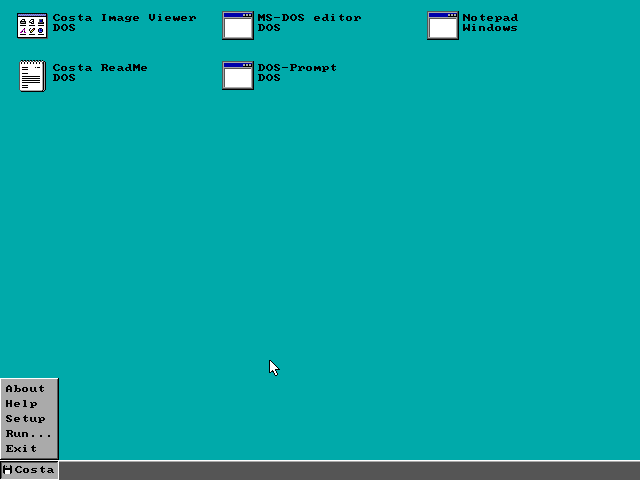 Costa Image Viewer
DOS
MS-DOS editor
DOS
Notepad
Windows
Costa ReadMe
DOS
DOS-Prompt
DOS
About
Help
Setup
Run...
Exit
Costa